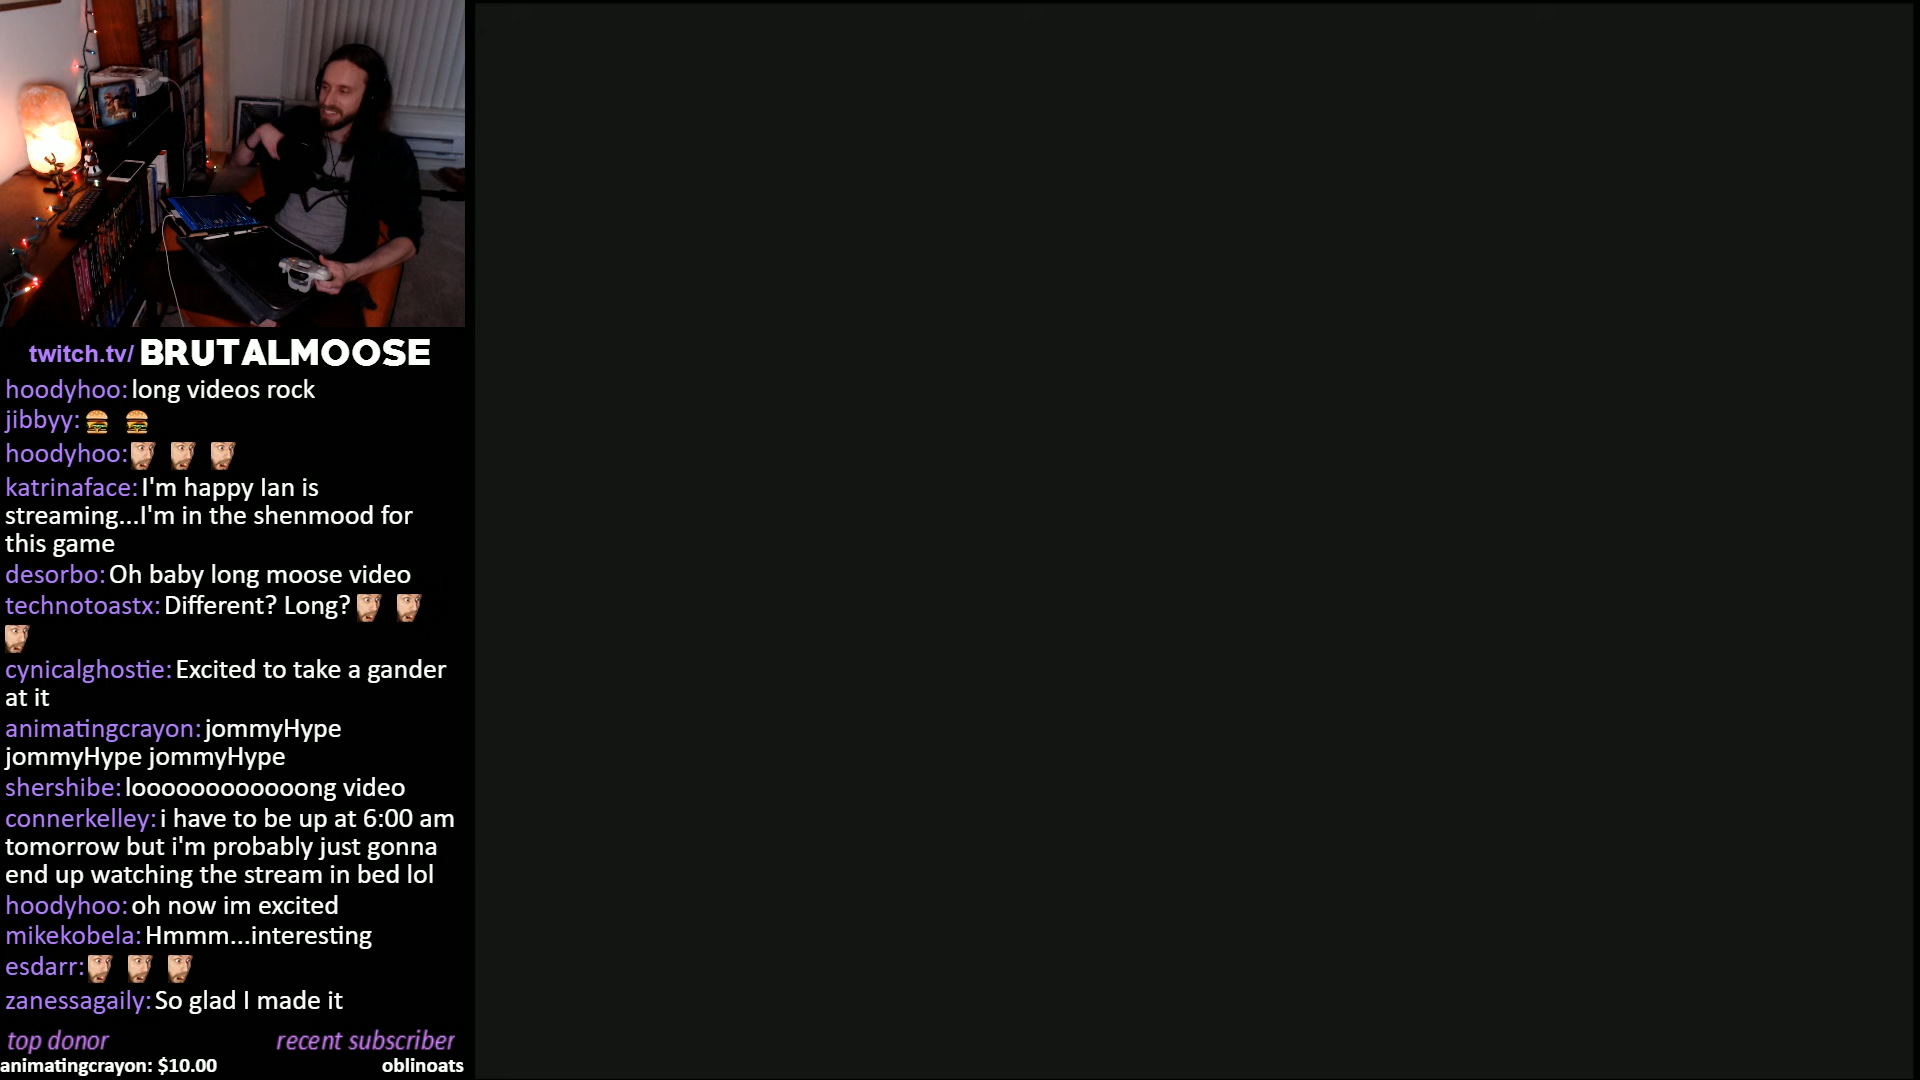 twitch.tv/ BRUTALMOOSE
hoodyhoo: long videos rock
jibbyy:
hoodyhoo:
katrinaface: I'm happy Ian is
streaming...I'm in the shenmood for
this game
desorbo: Oh baby long moose video
technotoastx: Different? Long?
cynicalghostie: Excited to take a gander
at it
animatingcrayon: jommyHype
jommyHype jommyHype
shershibe: loooooooooooong video
connerkelley: i have to be up at 6:00 am
tomorrow but i'm probably just gonna
end up watching the stream in bed lol
hoodyhoo: oh now im excited
mikekobela: Hmmm...interesting
esdarr:
zanessagaily: So glad I made it
top donor recent subscriber
animatingcrayon: $10.00 oblinoats